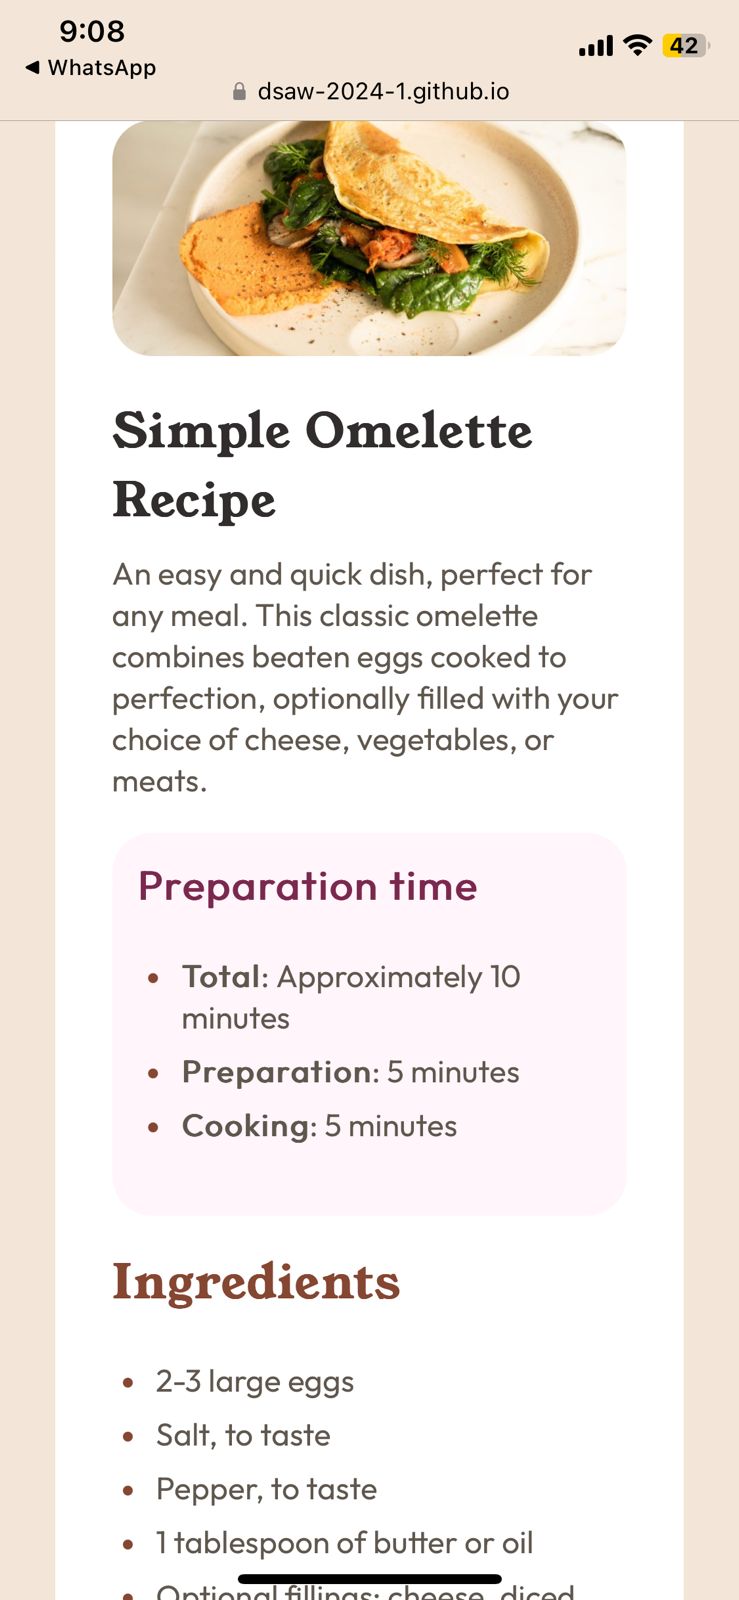 9:08
42
◀ WhatsApp
dsaw-2024-1.github.io
Simple Omelette
Recipe
An easy and quick dish, perfect for
any meal. This classic omelette
combines beaten eggs cooked to
perfection, optionally filled with your
choice of cheese, vegetables, or
meats.
Preparation time
• Total: Approximately 10
minutes
• Preparation: 5 minutes
• Cooking: 5 minutes
Ingredients
• 2-3 large eggs
• Salt, to taste
• Pepper, to taste
• 1 tablespoon of butter or oil
• Optional fillings: cheese, diced